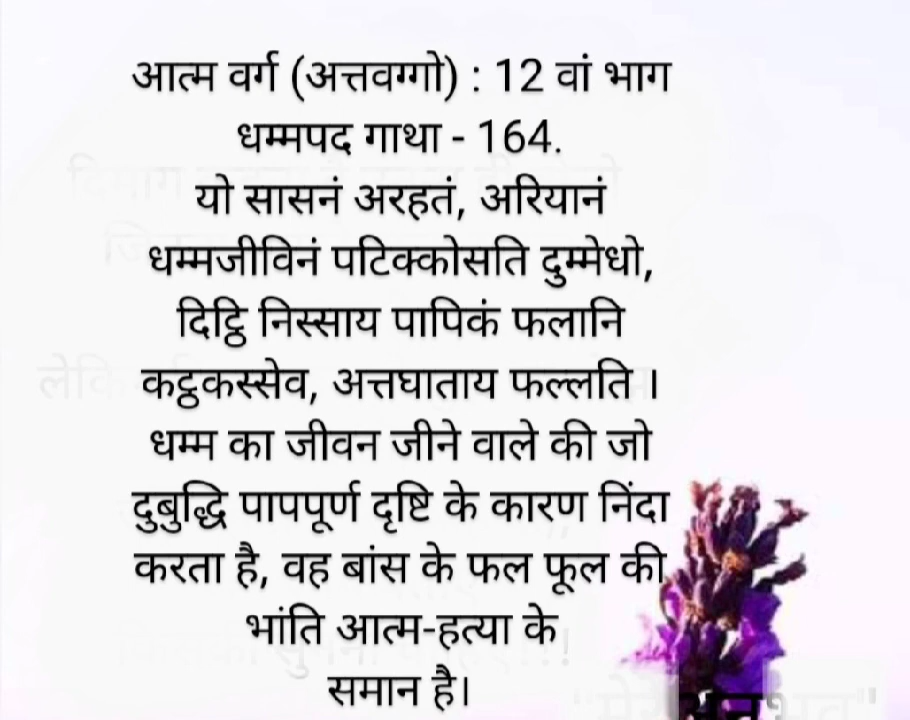 आत्म वर्ग (अत्तवग्गो) : 12 वां भाग
धम्मपद गाथा - 164.
यो सासनं अरहतं, अरियानं
धम्मजीविनं पटिक्कोसति दुम्मेधो,
दिट्ठि निस्साय पापिकं फलानि
कट्ठकस्सेव, अत्तघाताय फल्लति ।
धम्म का जीवन जीने वाले की जो
दुबुद्धि पापपूर्ण दृष्टि के कारण निंदा
करता है, वह बांस के फल फूल की
भांति आत्म-हत्या के
समान है।